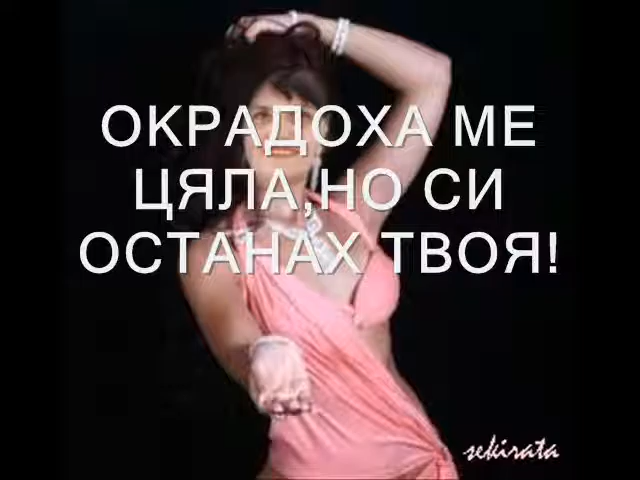 ОКРАДОХА МЕ
ЦЯЛА,НО СИ
ОСТАНАХ ТВОЯ!
sekirata